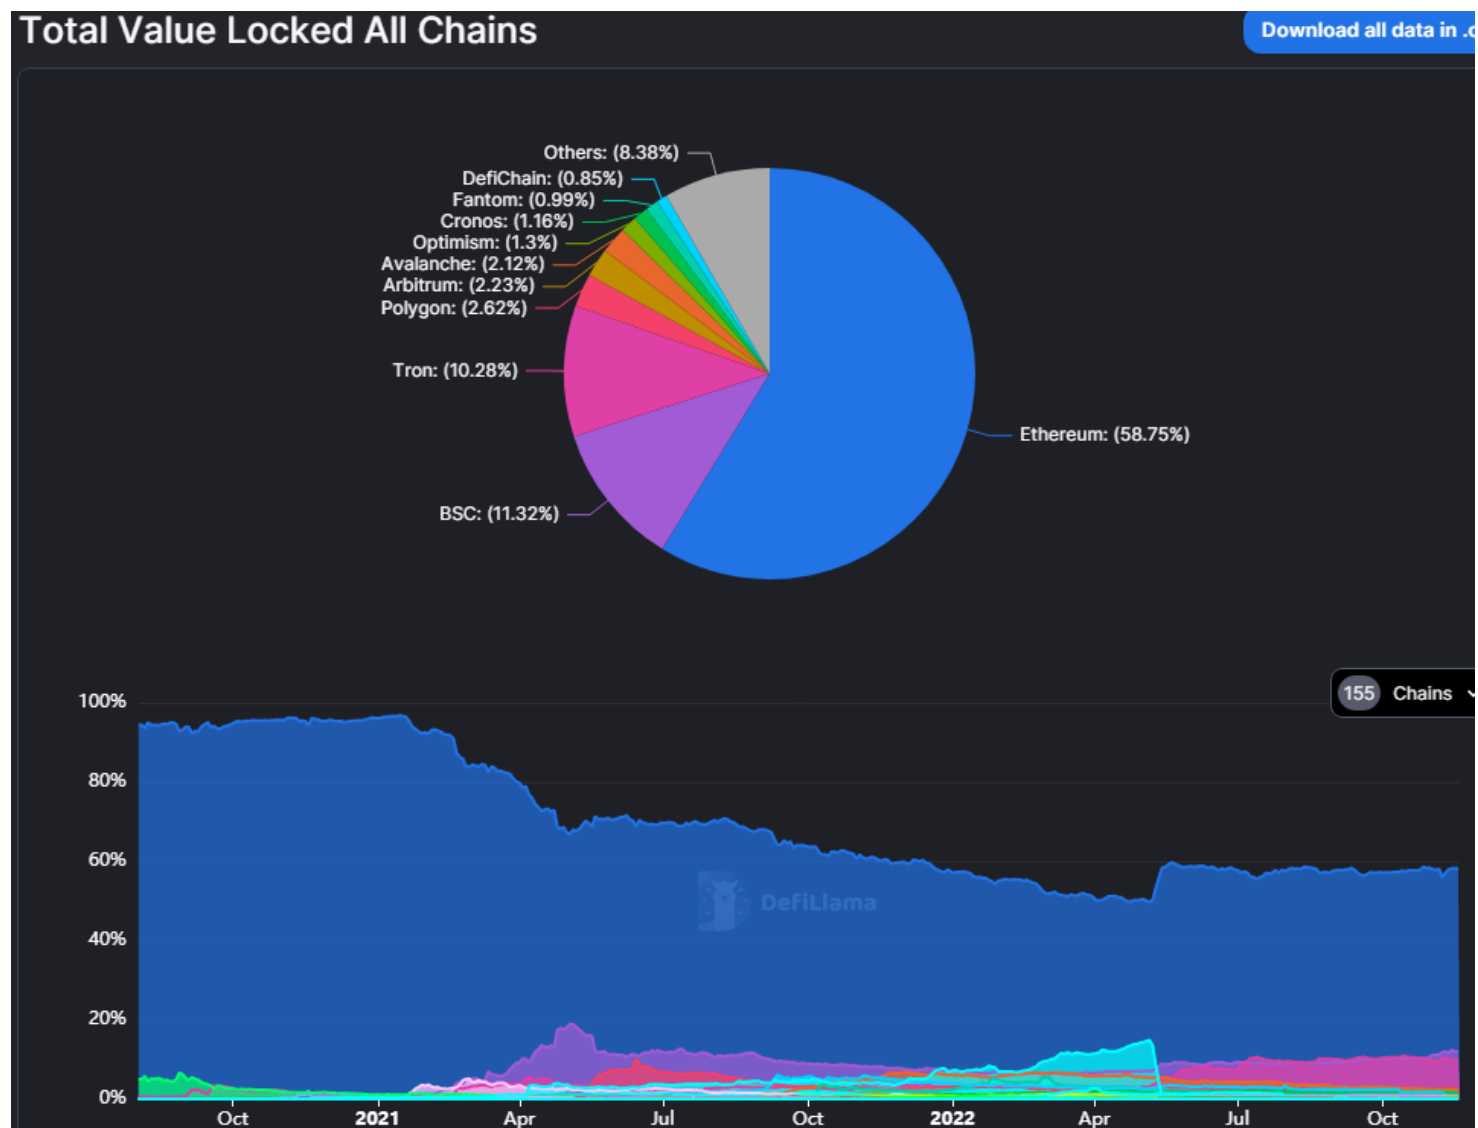 Total Value Locked All Chains
Download all data in .c
Others: (8.38%)
DefiChain: (0.85%)
Fantom: (0.99%)
Cronos: (1.16%)
Optimism: (1.3%)
Avalanche: (2.12%)
Arbitrum: (2.23%)
Polygon: (2.62%)
Tron: (10.28%)
Ethereum: (58.75%)
BSC: (11.32%)
155 Chains
100%
80%
60%
DefiLlama
40%
20%
0%
Oct 2021 Apr Jul Oct 2022 Apr Jul Oct